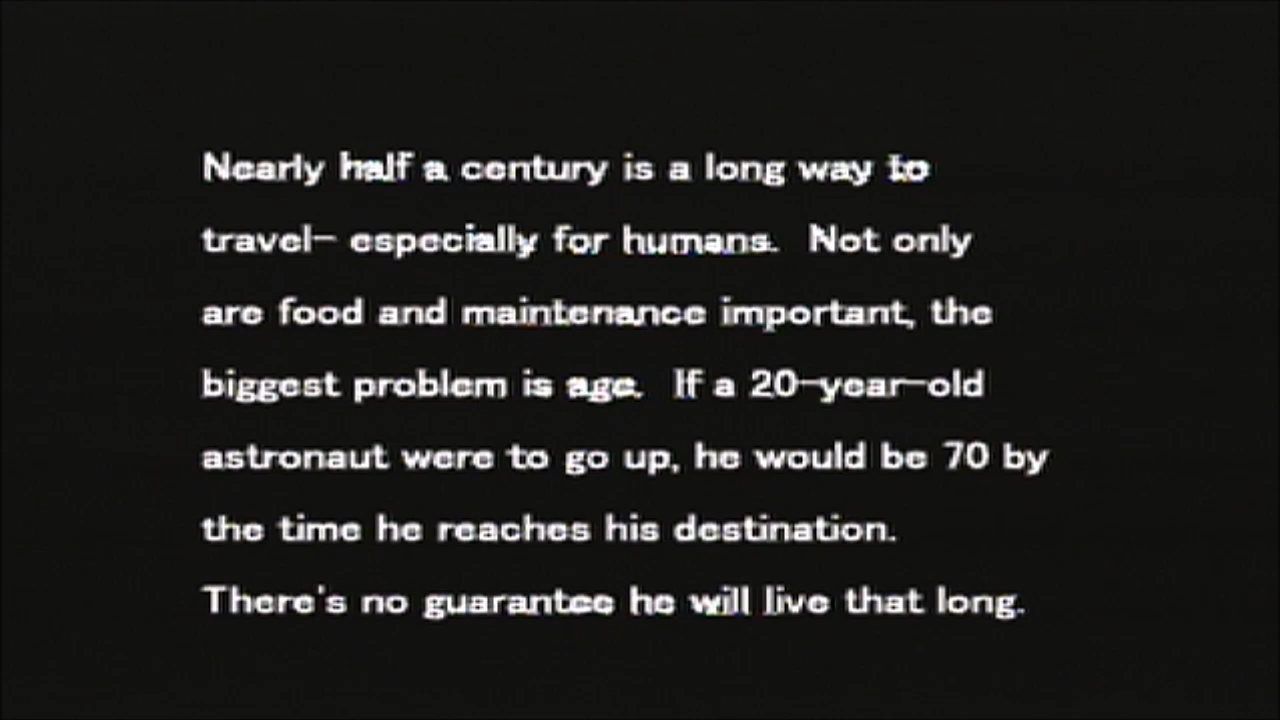 Nearly half a century is a long way to
travel- especially for humans.  Not only
are food and maintenance important, the
biggest problem is age.  If a 20-year-old
astronaut were to go up, he would be 70 by
the time he reaches his destination.
There's no guarantee he will live that long.